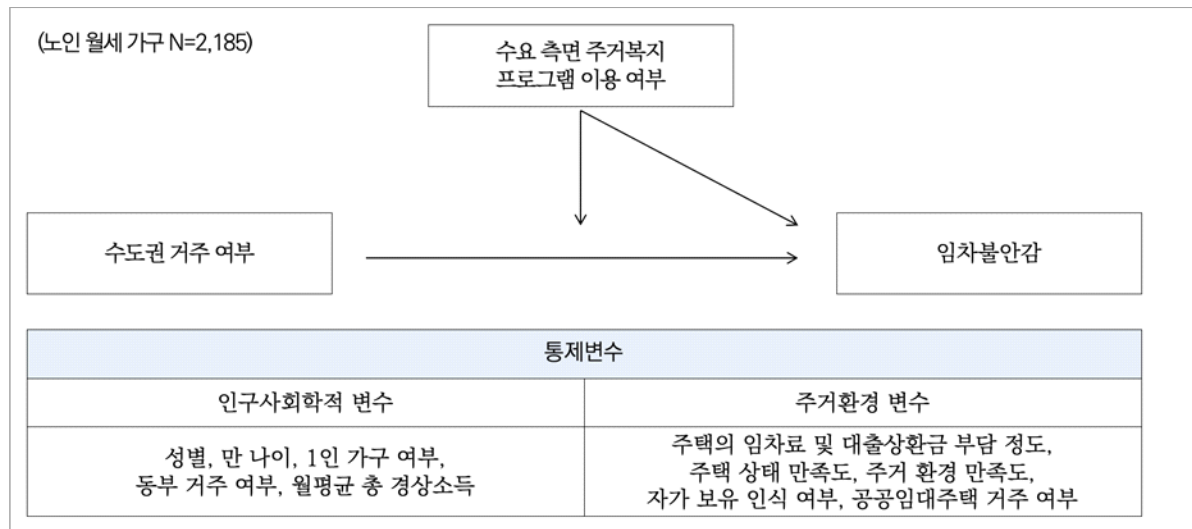 (노인 월세 가구 N=2,185)
수요 측면 주거복지
프로그램 이용 여부
수도권 거주 여부
임차불안감
통제변수
인구사회학적 변수
주거환경 변수
성별, 만 나이, 1인 가구 여부,
동부 거주 여부, 월평균 총 경상소득
주택의 임차료 및 대출상환금 부담 정도,
주택 상태 만족도, 주거 환경 만족도,
자가 보유 인식 여부, 공공임대주택 거주 여부